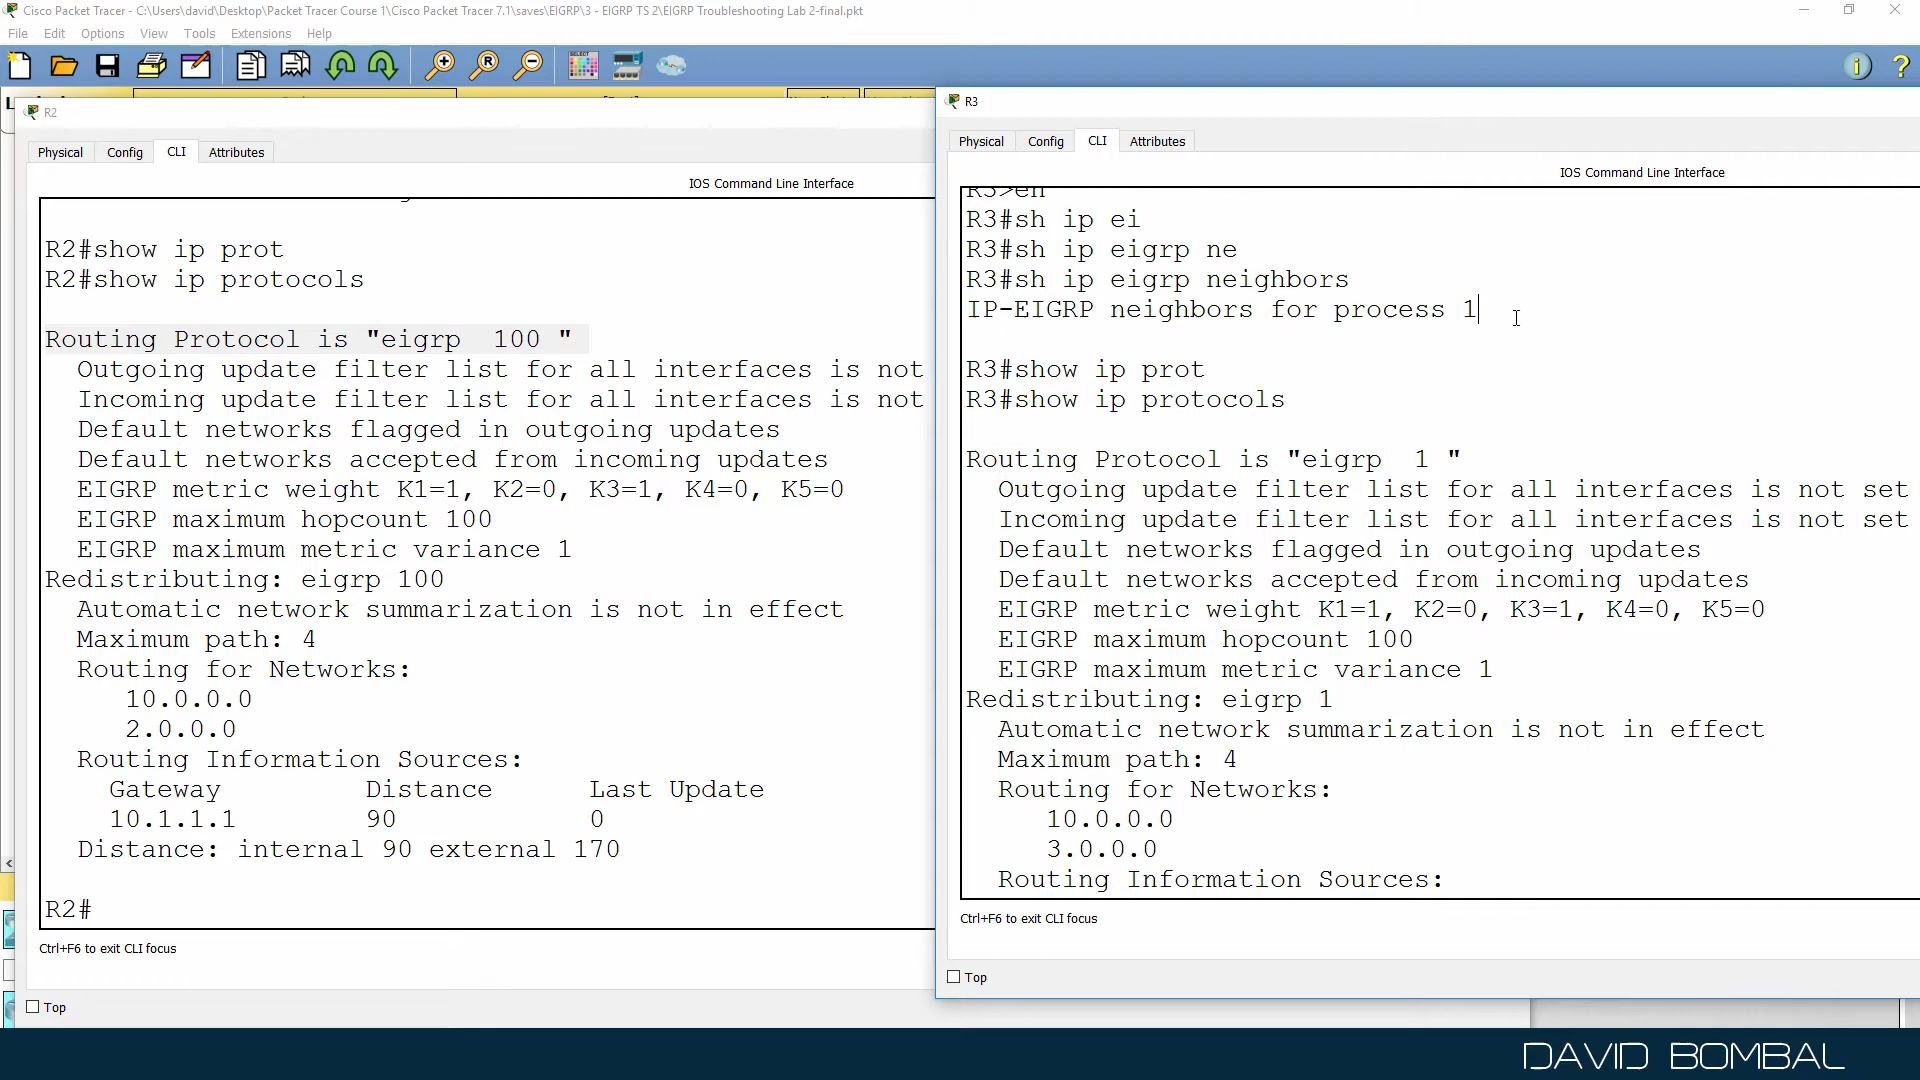 Cisco Packet Tracer - C:\Users\david\Desktop\Packet Tracer Course 1\Cisco Packet Tracer 7.1\saves\EIGRP\3 - EIGRP TS 2\EIGRP Troubleshooting Lab 2-final.pkt
File Edit Options View Tools Extensions Help
R2
Physical Config CLI Attributes
IOS Command Line Interface
R2#show ip prot
R2#show ip protocols
Routing Protocol is "eigrp  100 "
Outgoing update filter list for all interfaces is not
Incoming update filter list for all interfaces is not
Default networks flagged in outgoing updates
Default networks accepted from incoming updates
EIGRP metric weight K1=1, K2=0, K3=1, K4=0, K5=0
EIGRP maximum hopcount 100
EIGRP maximum metric variance 1
Redistributing: eigrp 100
Automatic network summarization is not in effect
Maximum path: 4
Routing for Networks:
10.0.0.0
2.0.0.0
Routing Information Sources:
Gateway Distance Last Update
10.1.1.1 90 0
Distance: internal 90 external 170
R2#
Ctrl+F6 to exit CLI focus
Top
R3
Physical Config CLI Attributes
IOS Command Line Interface
R3>en
R3#sh ip ei
R3#sh ip eigrp ne
R3#sh ip eigrp neighbors
IP-EIGRP neighbors for process 1
R3#show ip prot
R3#show ip protocols
Routing Protocol is "eigrp  1 "
Outgoing update filter list for all interfaces is not set
Incoming update filter list for all interfaces is not set
Default networks flagged in outgoing updates
Default networks accepted from incoming updates
EIGRP metric weight K1=1, K2=0, K3=1, K4=0, K5=0
EIGRP maximum hopcount 100
EIGRP maximum metric variance 1
Redistributing: eigrp 1
Automatic network summarization is not in effect
Maximum path: 4
Routing for Networks:
10.0.0.0
3.0.0.0
Routing Information Sources:
Ctrl+F6 to exit CLI focus
Top
DAVID BOMBAL